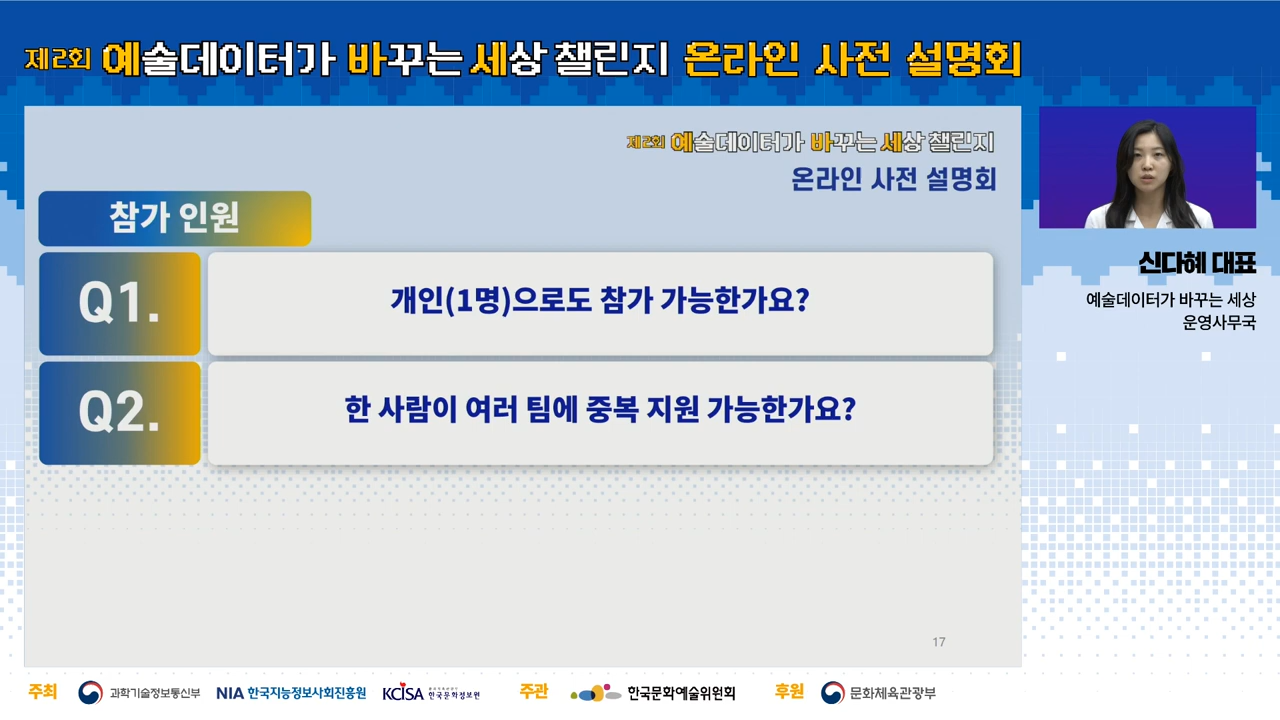 제2회 예술데이터가 바꾸는 세상 챌린지 온라인 사전 설명회
제2회 예술데이터가 바꾸는 세상 챌린지
온라인 사전 설명회
참가 인원
Q1.
개인(1명)으로도 참가 가능한가요?
Q2.
한 사람이 여러 팀에 중복 지원 가능한가요?
17
신다혜 대표
예술데이터가 바꾸는 세상
운영사무국
주최 과학기술정보통신부 NIA 한국지능정보사회진흥원 KCISA 한국문화정보원 주관 한국문화예술위원회 후원 문화체육관광부